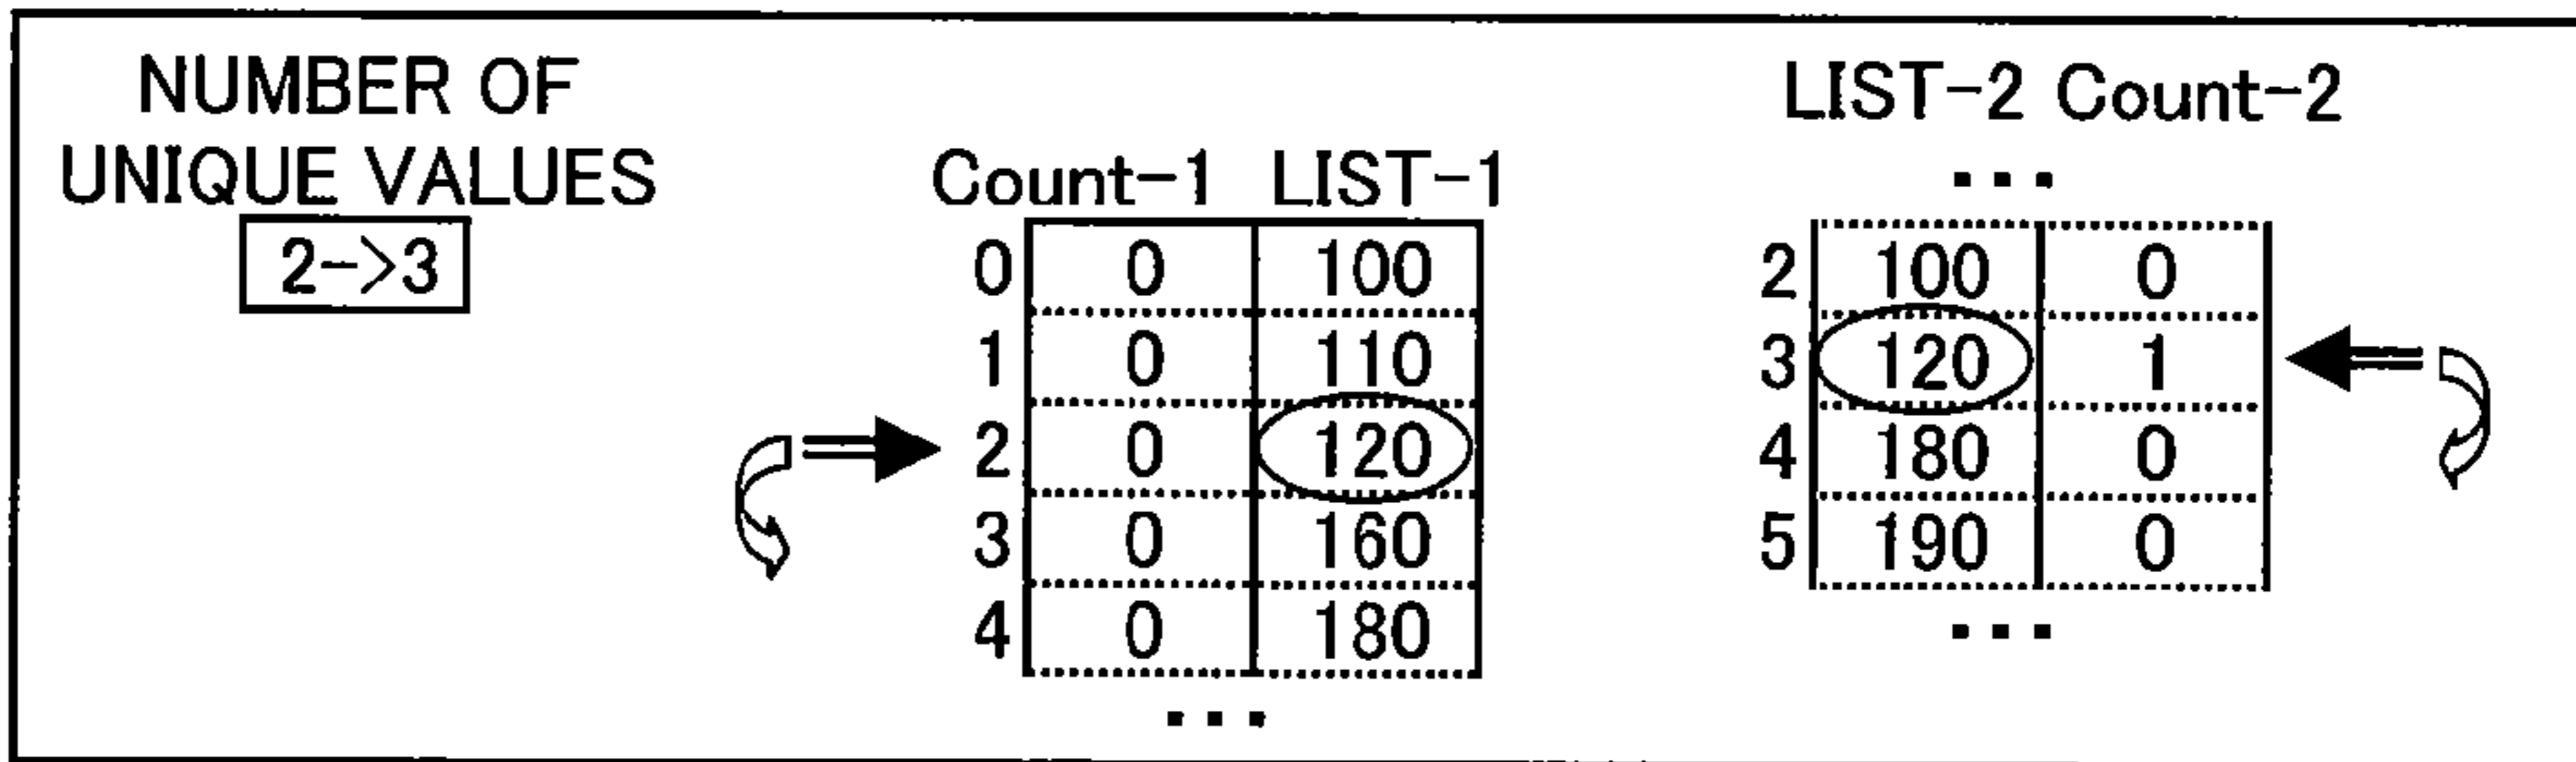 NUMBER OF
UNIQUE VALUES
2->3
Count-1 LIST-1
0 0 100
1 0 110
2 0 120
3 0 160
4 0 180
...
LIST-2 Count-2
...
2 100 0
3 120 1
4 180 0
5 190 0
...